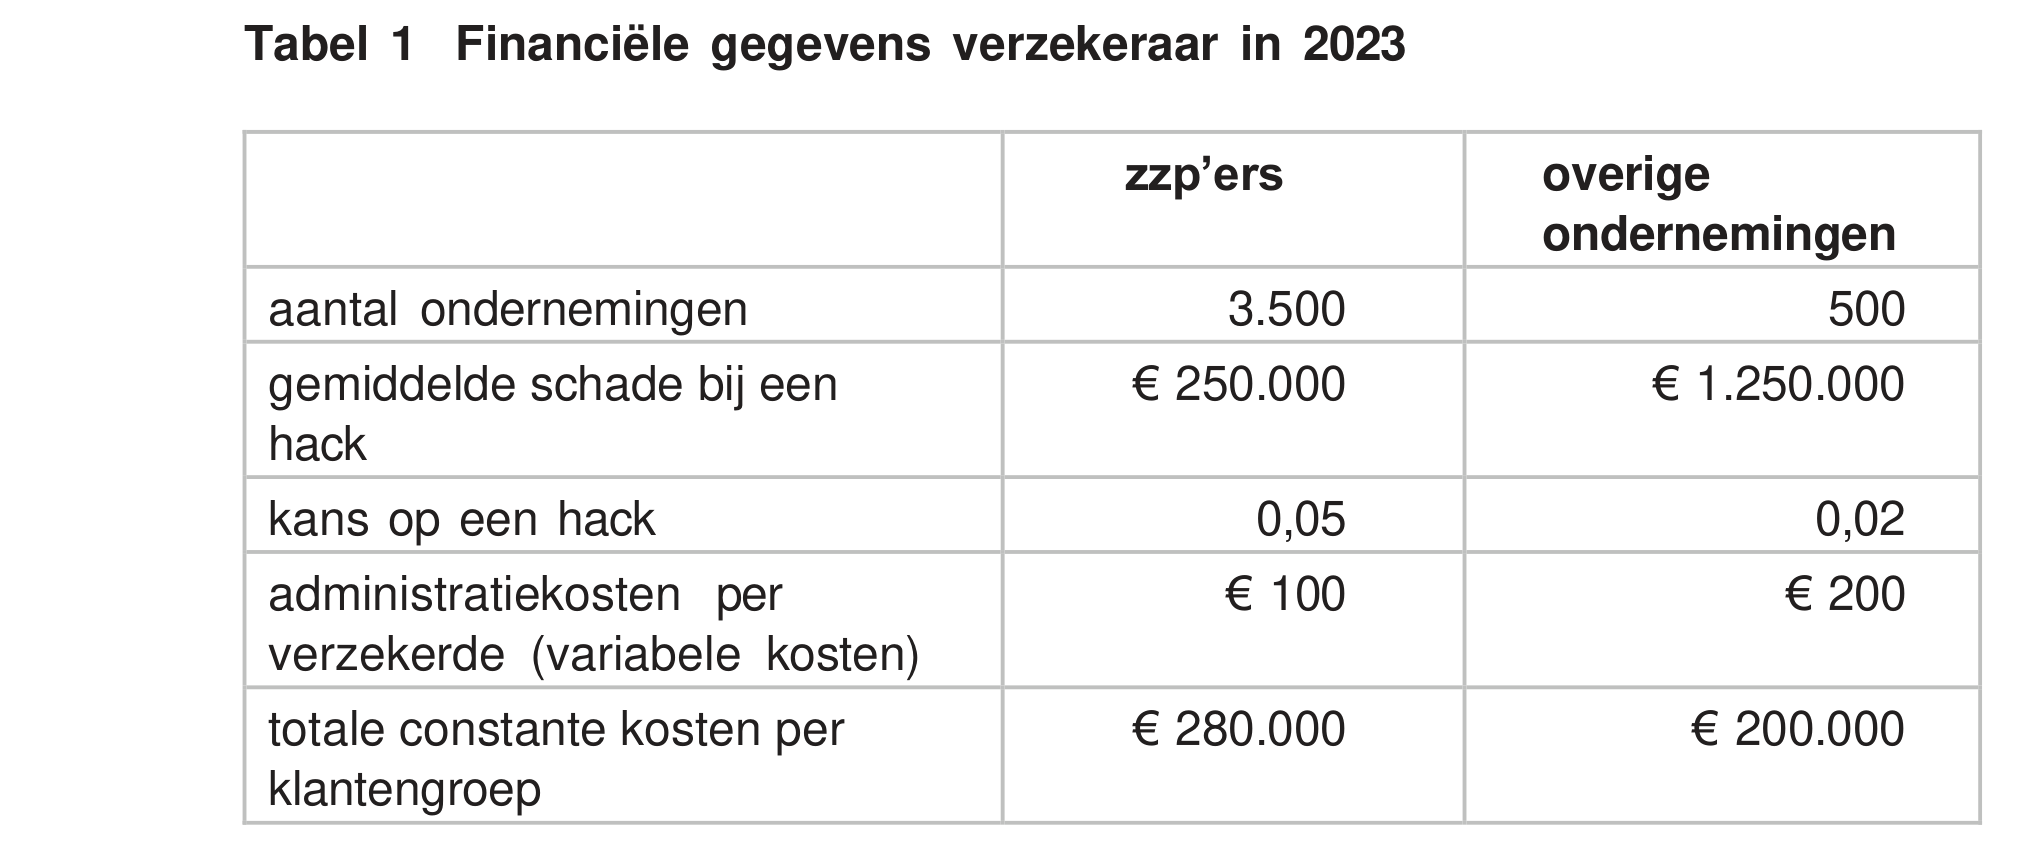 Tabel 1 Financiële gegevens verzekeraar in 2023
zzp’ers overige
ondernemingen
aantal ondernemingen 3.500 500
gemiddelde schade bij een € 250.000 € 1.250.000
hack
kans op een hack 0,05 0,02
administratiekosten per € 100 € 200
verzekerde (variabele kosten)
totale constante kosten per € 280.000 € 200.000
klantengroep